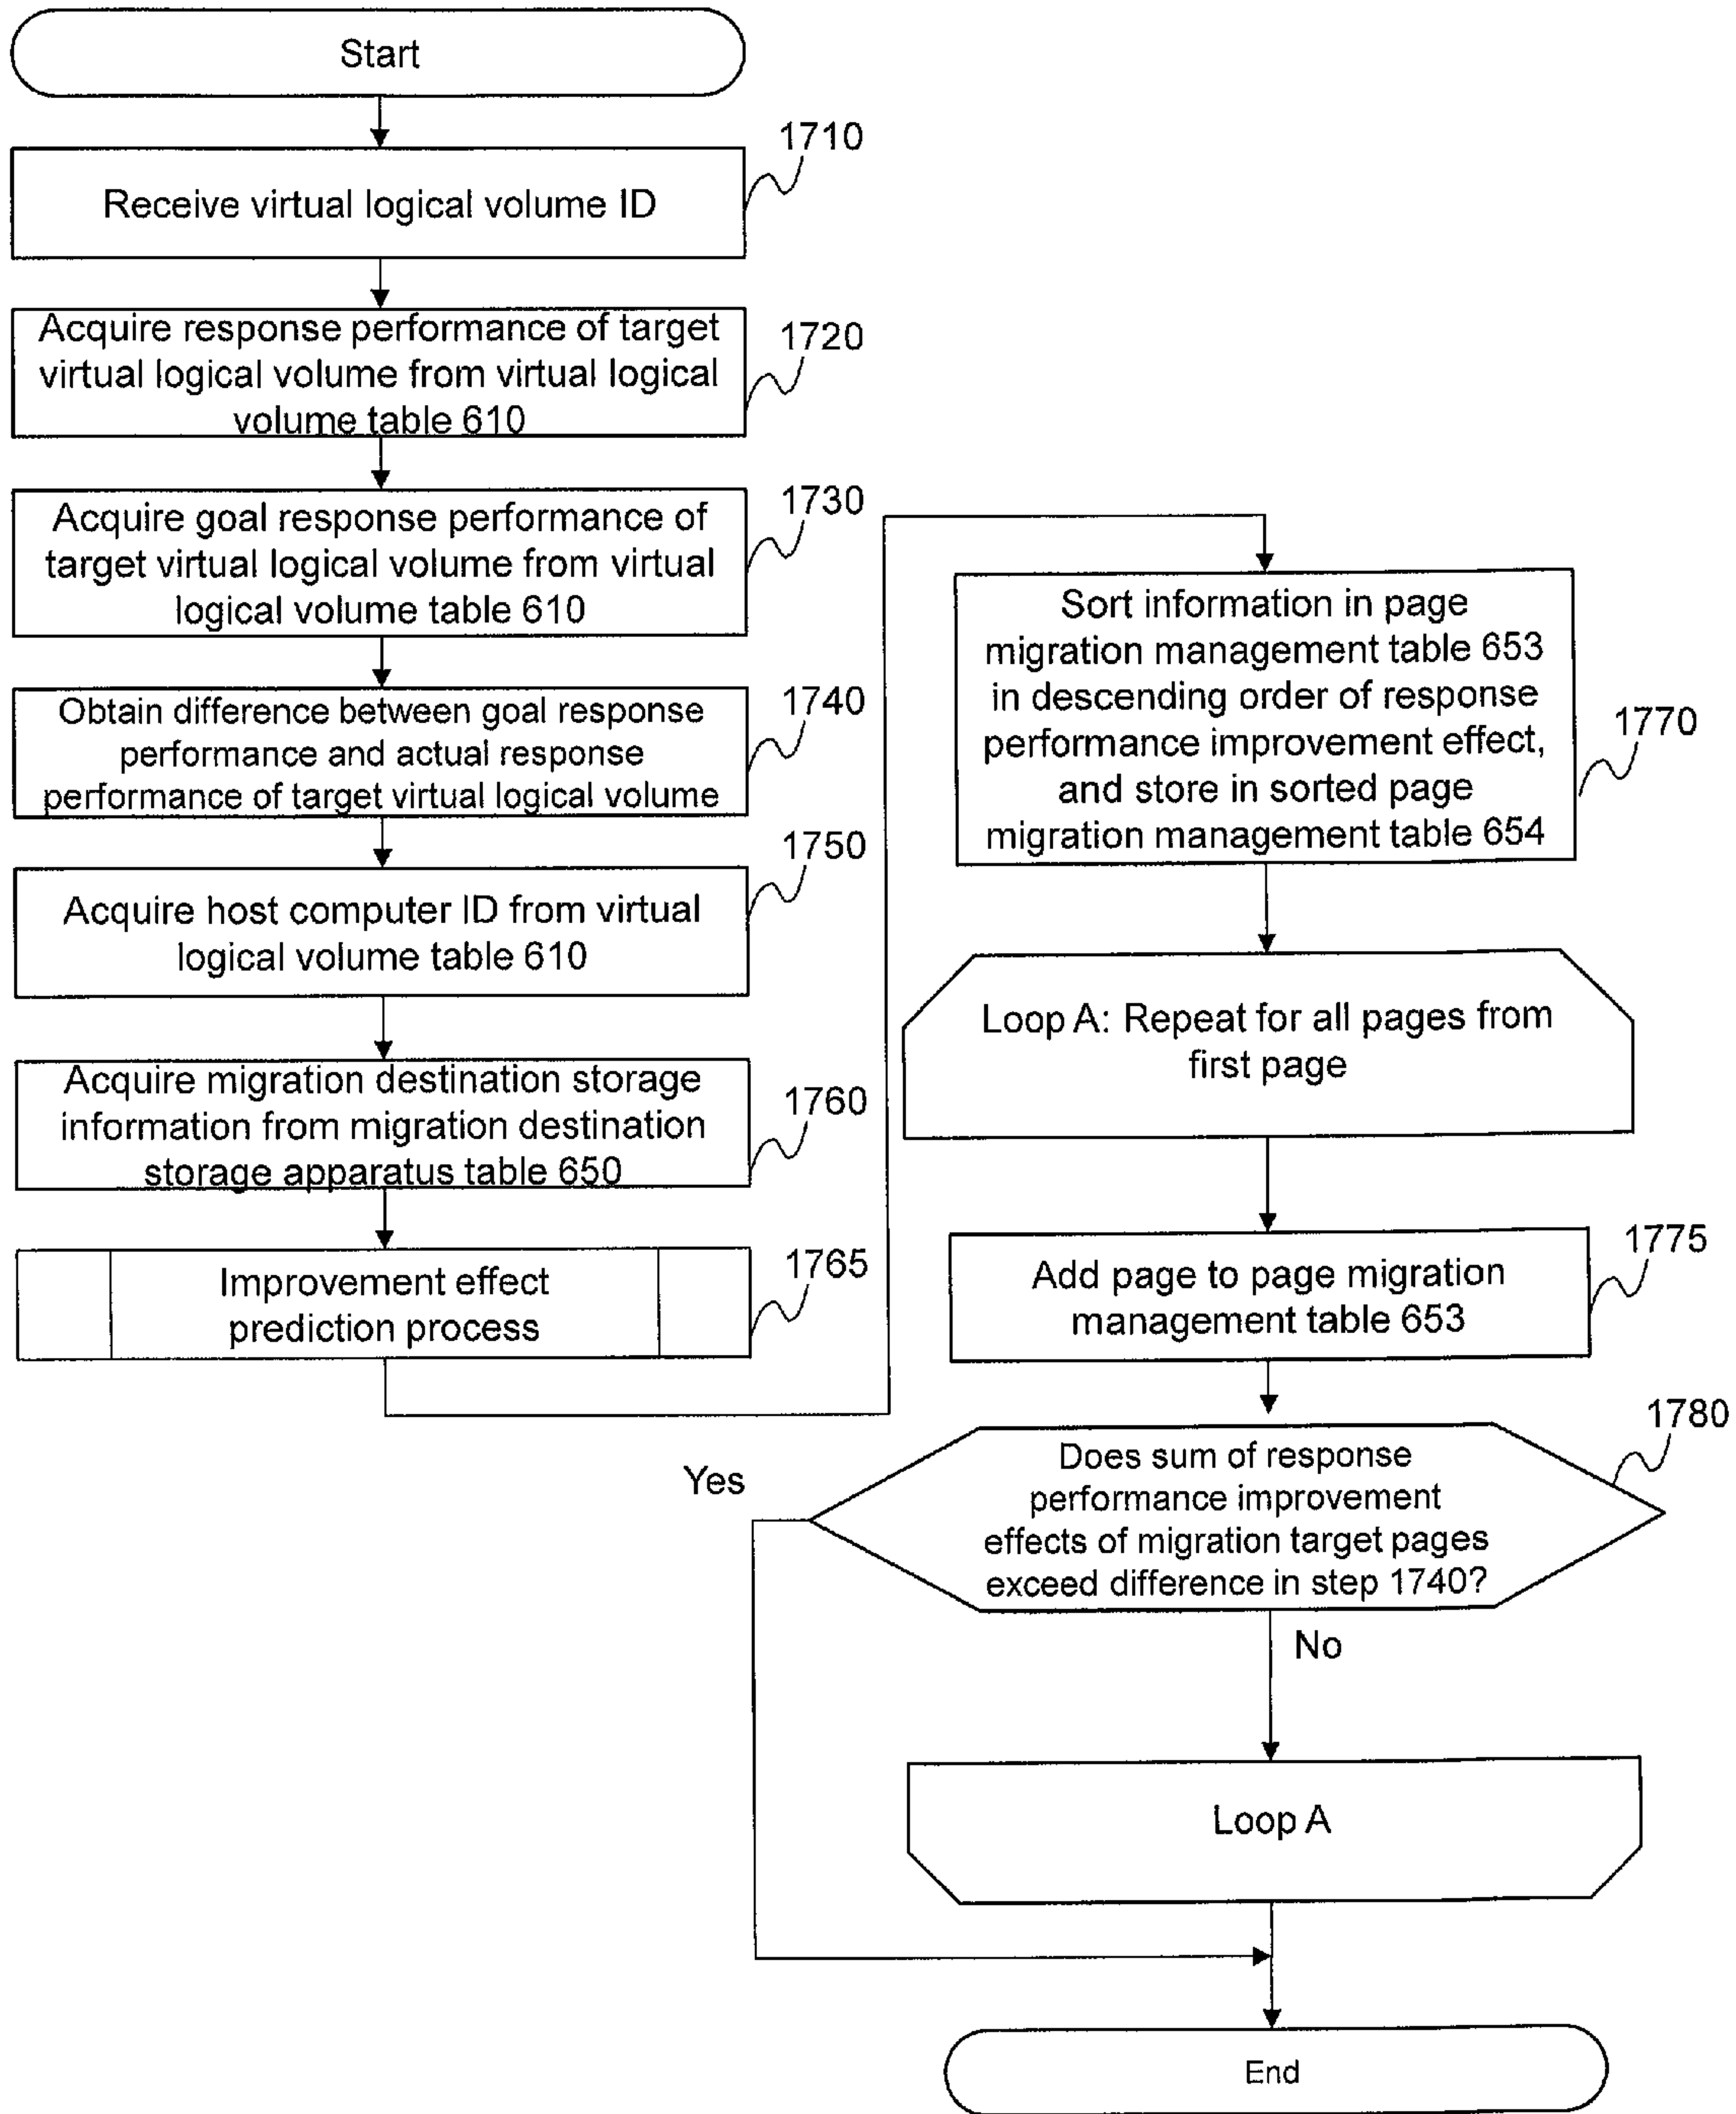 Start
1710
Receive virtual logical volume ID
1720
Acquire response performance of target
virtual logical volume from virtual logical
volume table 610
1730
Acquire goal response performance of
target virtual logical volume from virtual
logical volume table 610
1740
Obtain difference between goal response
performance and actual response
performance of target virtual logical volume
1750
Acquire host computer ID from virtual
logical volume table 610
1760
Acquire migration destination storage
information from migration destination
storage apparatus table 650
1765
Improvement effect
prediction process
1770
Sort information in page
migration management table 653
in descending order of response
performance improvement effect,
and store in sorted page
migration management table 654
Loop A: Repeat for all pages from
first page
1775
Add page to page migration
management table 653
1780
Does sum of response
performance improvement
effects of migration target pages
exceed difference in step 1740?
Yes
No
Loop A
End